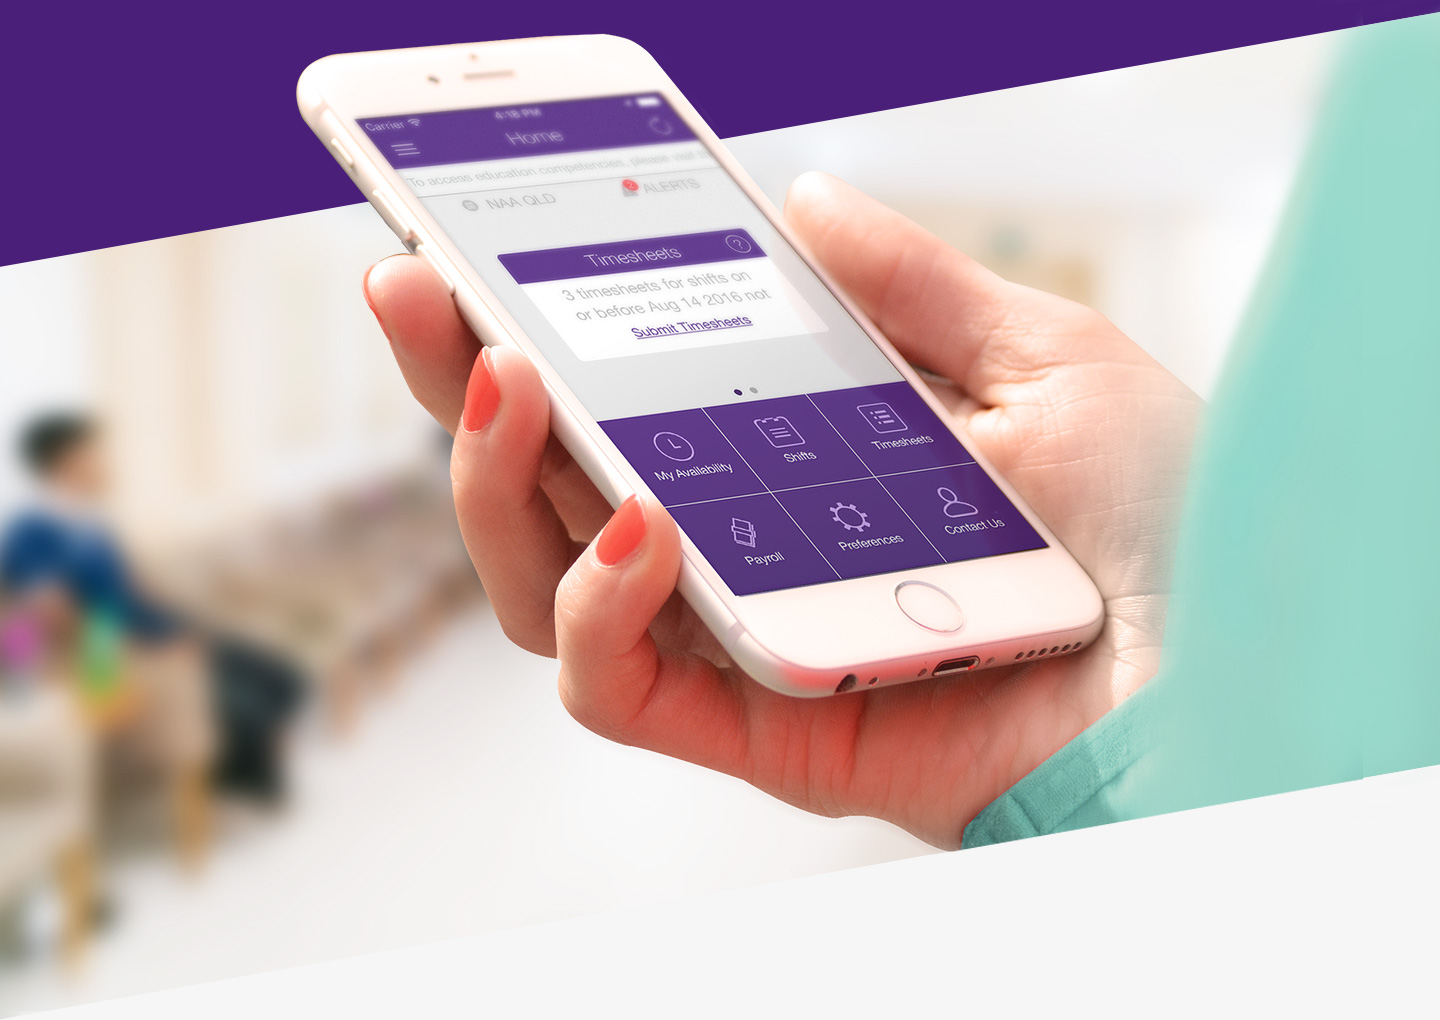 Carrier
4:18 PM
Home
To access education competencies, please visit
NAA QLD
2
ALERTS
Timesheets
?
3 timesheets for shifts on
or before Aug 14 2016 not
Submit Timesheets
My Availability
Shifts
Timesheets
Payroll
Preferences
Contact Us